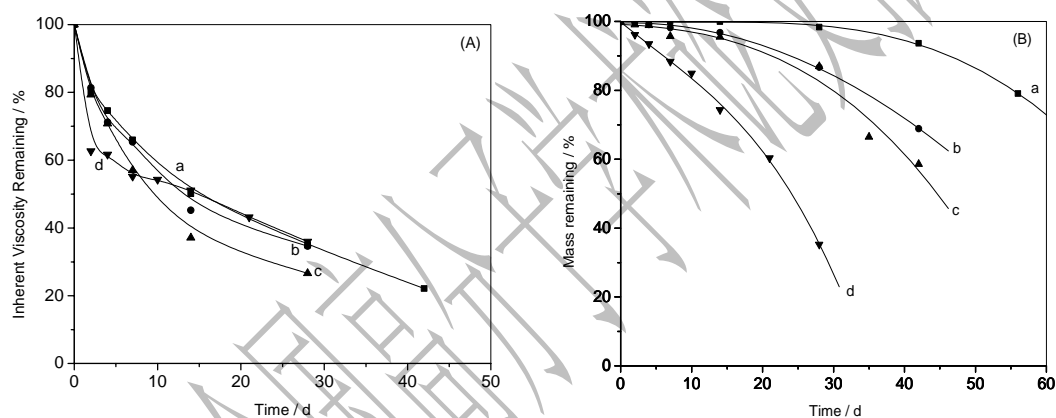 (A)
Inherent Viscosity Remaining / %
100
80
60
40
20
0
a
b
c
d
0 10 20 30 40 50
Time / d
(B)
Mass remaining / %
100
80
60
40
20
0
a
b
c
d
0 10 20 30 40 50 60
Time / d